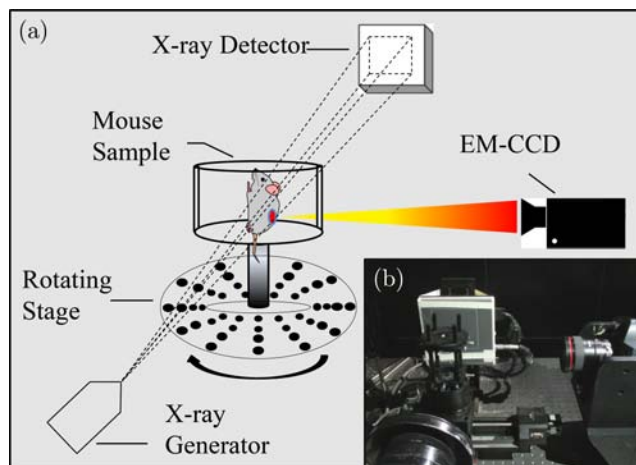 (a)
X-ray Detector
Mouse
Sample
EM-CCD
Rotating
Stage
(b)
X-ray
Generator